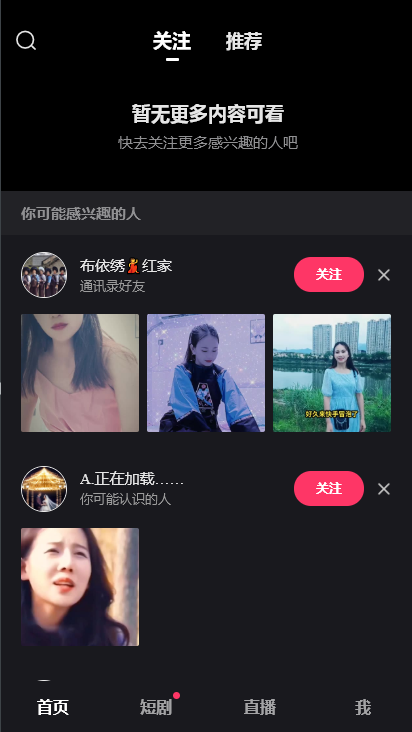 关注 推荐
暂无更多内容可看
快去关注更多感兴趣的人吧
你可能感兴趣的人
布依绣💃红家
通讯录好友
关注
好久来快手冒泡了
A.正在加载……
你可能认识的人
关注
首页 短剧 直播 我